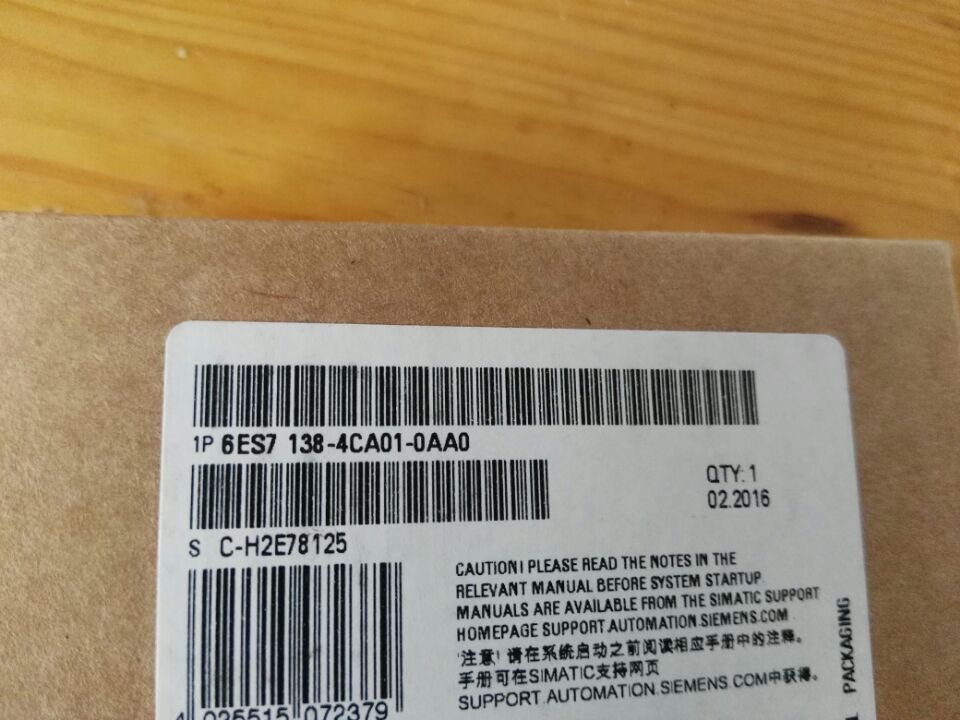 1P 6ES7 138-4CA01-0AA0
QTY: 1
02.2016
S C-H2E78125
CAUTION! PLEASE READ THE NOTES IN THE
RELEVANT MANUAL BEFORE SYSTEM STARTUP.
MANUALS ARE AVAILABLE FROM THE SIMATIC SUPPORT
HOMEPAGE SUPPORT.AUTOMATION.SIEMENS.COM
注意! 请在系统启动之前阅读相应手册中的注释。
手册可在SIMATIC支持网页
SUPPORT.AUTOMATION.SIEMENS.COM中获得。
4 025515 072379
PACKAGING